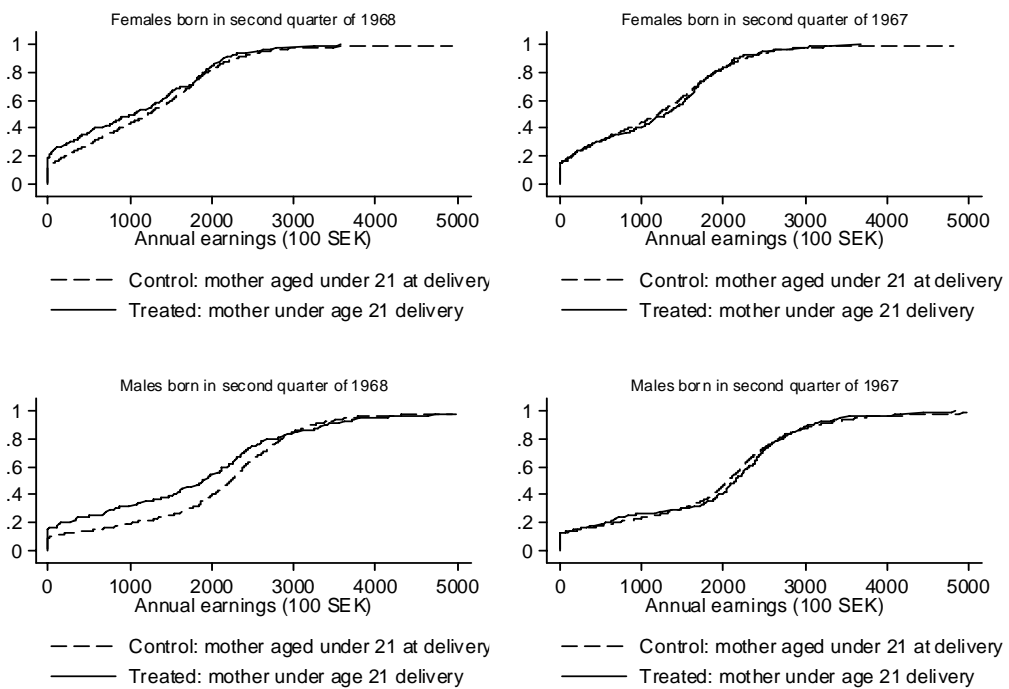 Females born in second quarter of 1968
1
.8
.6
.4
.2
0
0 1000 2000 3000 4000 5000
Annual earnings (100 SEK)
Control: mother aged under 21 at delivery
Treated: mother under age 21 delivery
Females born in second quarter of 1967
1
.8
.6
.4
.2
0
0 1000 2000 3000 4000 5000
Annual earnings (100 SEK)
Control: mother aged under 21 at delivery
Treated: mother under age 21 delivery
Males born in second quarter of 1968
1
.8
.6
.4
.2
0
0 1000 2000 3000 4000 5000
Annual earnings (100 SEK)
Control: mother aged under 21 at delivery
Treated: mother under age 21 delivery
Males born in second quarter of 1967
1
.8
.6
.4
.2
0
0 1000 2000 3000 4000 5000
Annual earnings (100 SEK)
Control: mother aged under 21 at delivery
Treated: mother under age 21 delivery